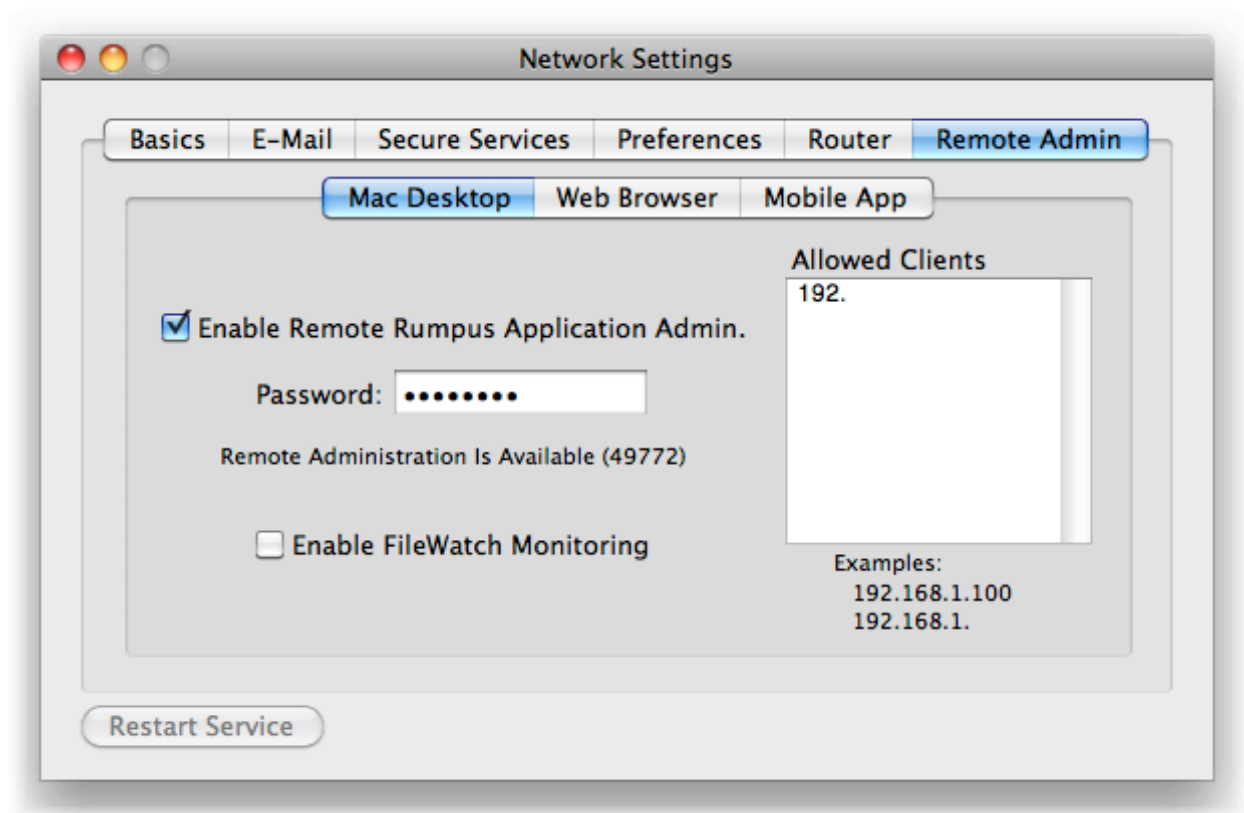 Network Settings
Basics E-Mail Secure Services Preferences Router Remote Admin
Mac Desktop Web Browser Mobile App
Allowed Clients
192.
Enable Remote Rumpus Application Admin.
Password: ••••••••
Remote Administration Is Available (49772)
Enable FileWatch Monitoring
Examples:
192.168.1.100
192.168.1.
Restart Service